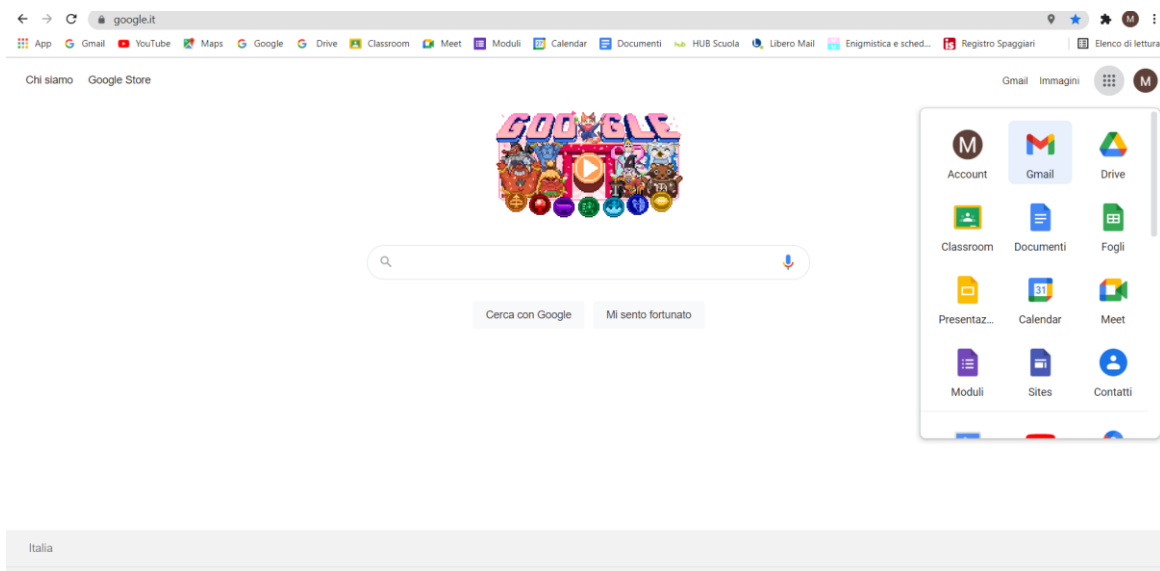 google.it M
App Gmail YouTube Maps Google Drive Classroom Meet Moduli Calendar Documenti HUB Scuola Libero Mail Enigmistica e sched... Registro Spaggiari Elenco di lettura
Chi siamo Google Store Gmail Immagini M
GOOGLE
M
Account Gmail Drive
Classroom Documenti Fogli
31
Presentaz... Calendar Meet
Moduli Sites Contatti
Cerca con Google Mi sento fortunato
Italia